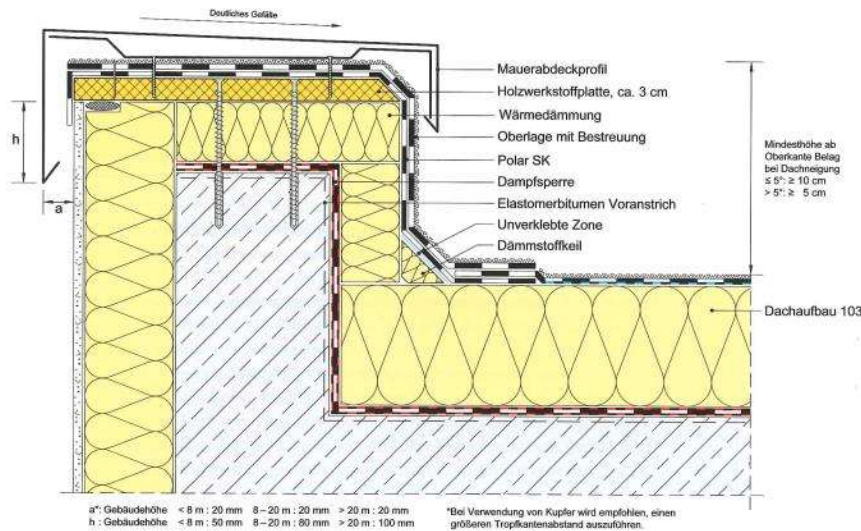 Deutliches Gefälle
Mauerabdeckprofil
Holzwerkstoffplatte, ca. 3 cm
Wärmedämmung
Oberlage mit Bestreuung
Polar SK
Dampfsperre
Elastomerbitumen Voranstrich
Unverklebte Zone
Dämmstoffkeil
h
a
Mindesthöhe ab
Oberkante Belag
bei Dachneigung
≤ 5°: ≥ 10 cm
> 5°: ≥ 5 cm
Dachaufbau 103
a*: Gebäudehöhe < 8 m : 20 mm 8–20 m : 20 mm > 20 m : 20 mm
h : Gebäudehöhe < 8 m : 50 mm 8–20 m : 80 mm > 20 m : 100 mm
*Bei Verwendung von Kupfer wird empfohlen, einen
größeren Tropfkantenabstand auszuführen.